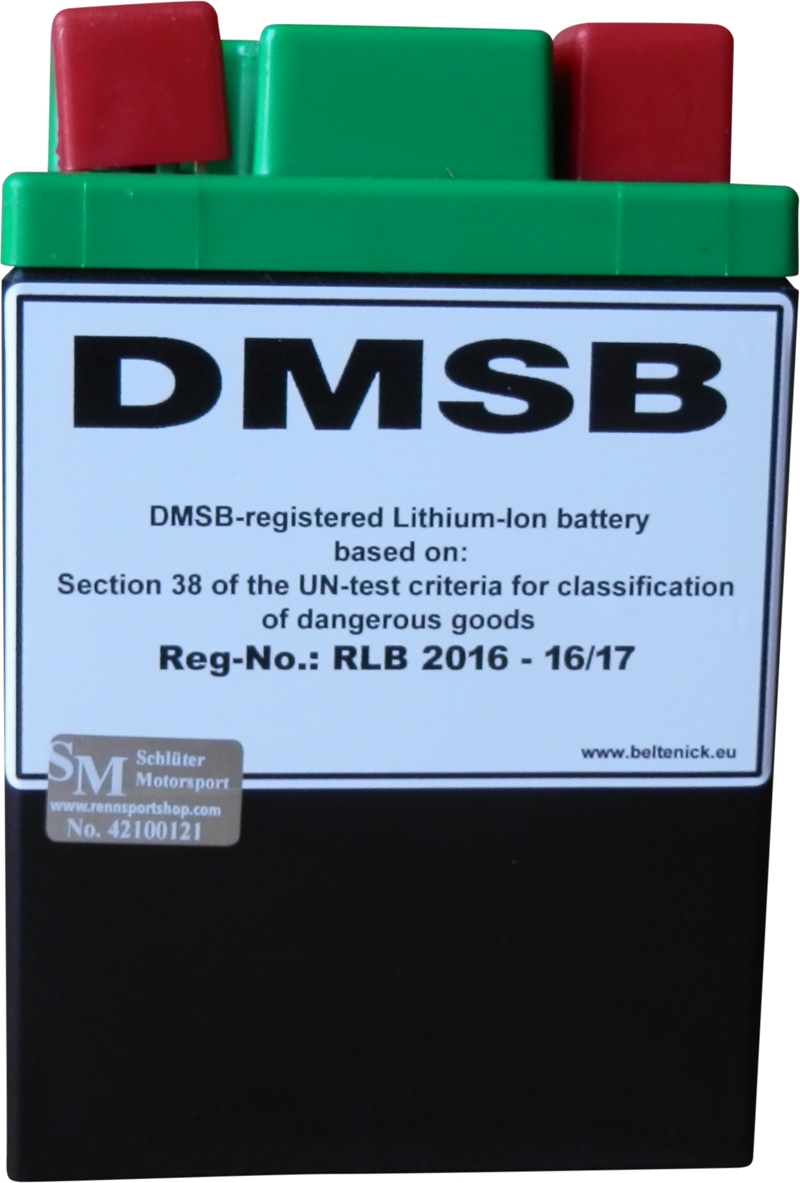 DMSB
DMSB-registered Lithium-Ion battery
based on:
Section 38 of the UN-test criteria for classification
of dangerous goods
Reg-No.: RLB 2016 - 16/17
www.beltenick.eu
SM
Schlüter
Motorsport
www.rennsportshop.com
No. 42100121